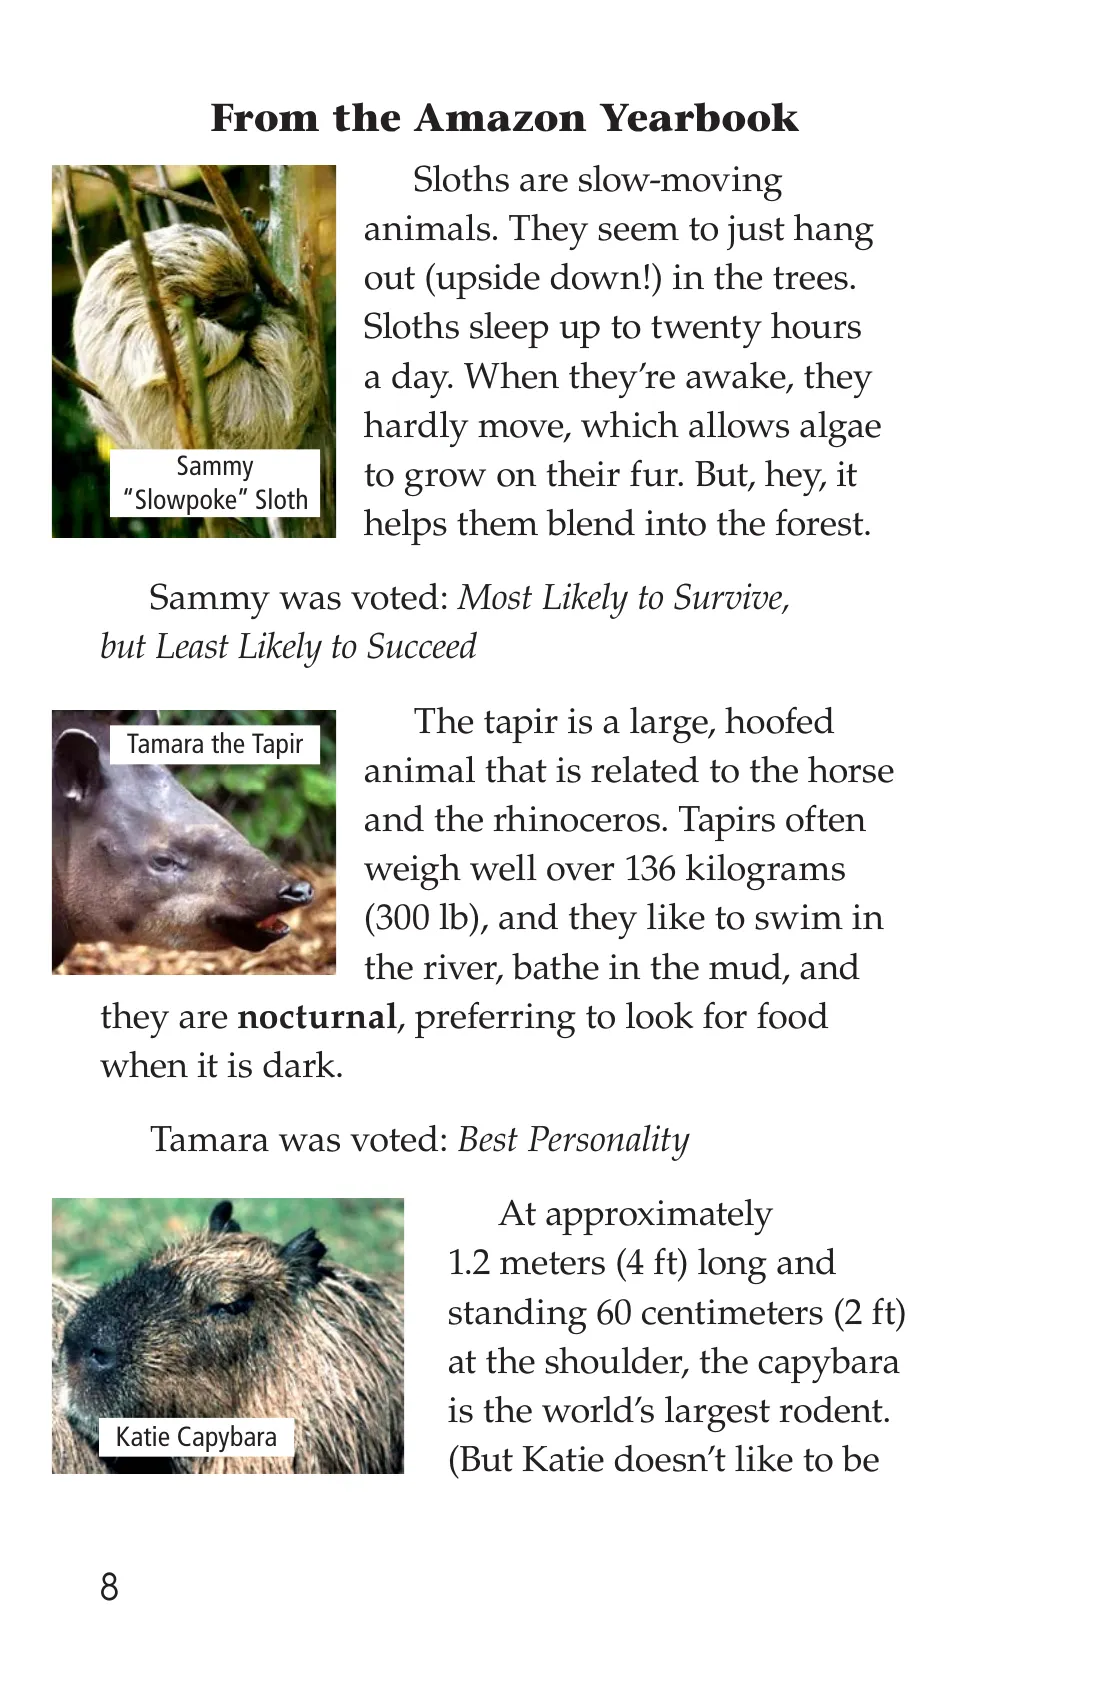 From the Amazon Yearbook
Sloths are slow-moving
animals. They seem to just hang
out (upside down!) in the trees.
Sloths sleep up to twenty hours
a day. When they’re awake, they
hardly move, which allows algae
to grow on their fur. But, hey, it
helps them blend into the forest.
Sammy
“Slowpoke” Sloth
Sammy was voted: Most Likely to Survive,
but Least Likely to Succeed
Tamara the Tapir
The tapir is a large, hoofed
animal that is related to the horse
and the rhinoceros. Tapirs often
weigh well over 136 kilograms
(300 lb), and they like to swim in
the river, bathe in the mud, and
they are nocturnal, preferring to look for food
when it is dark.
Tamara was voted: Best Personality
At approximately
1.2 meters (4 ft) long and
standing 60 centimeters (2 ft)
at the shoulder, the capybara
is the world’s largest rodent.
(But Katie doesn’t like to be
Katie Capybara
8